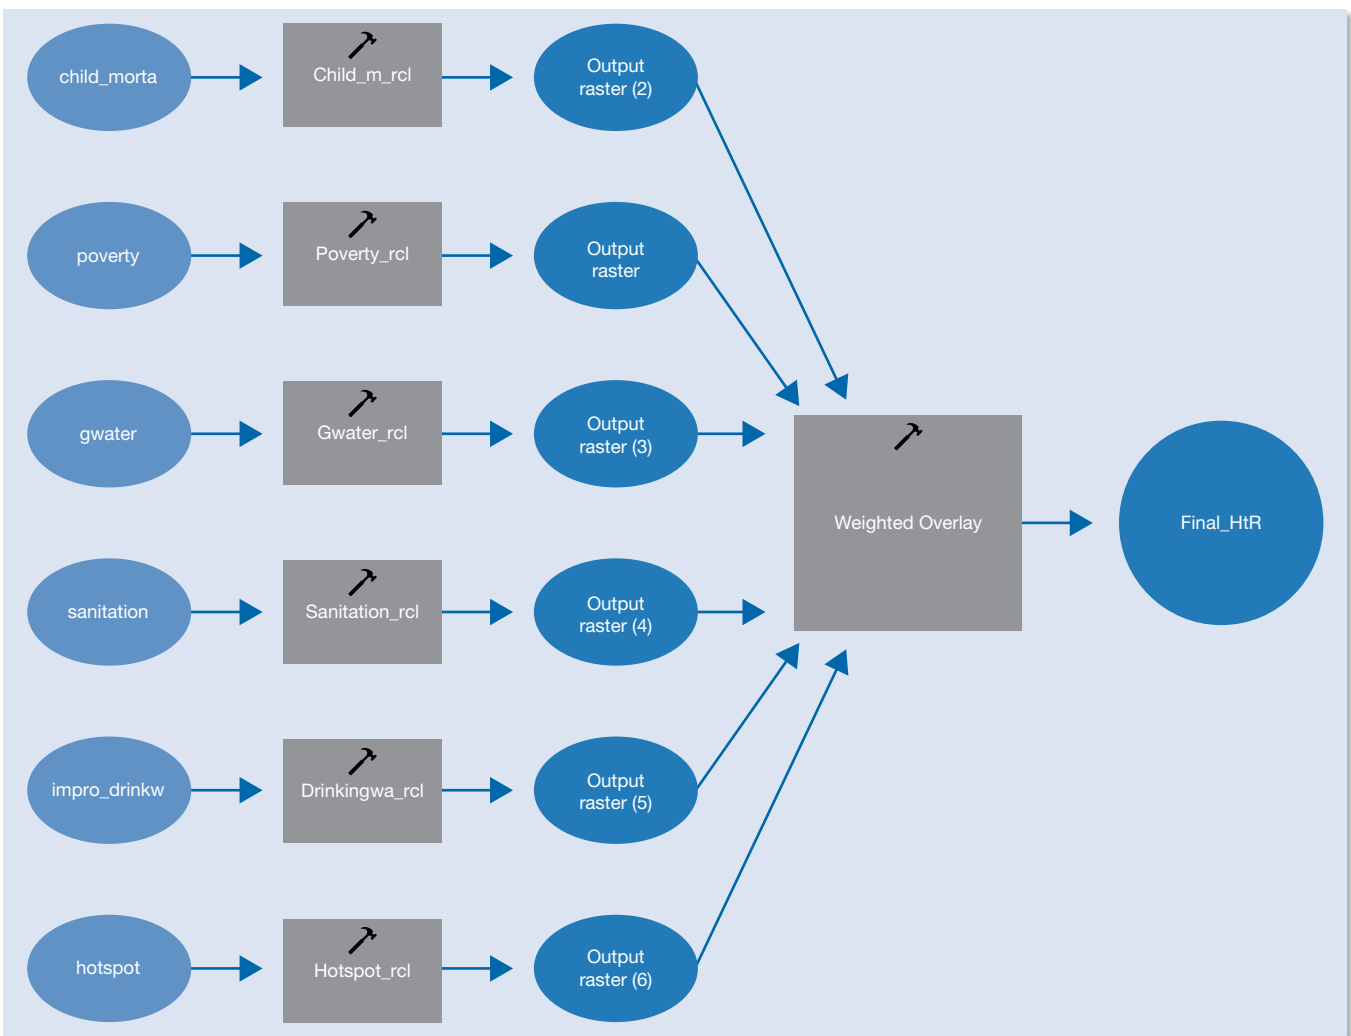 child_morta
Child_m_rcl
Output
raster (2)
poverty
Poverty_rcl
Output
raster
gwater
Gwater_rcl
Output
raster (3)
Weighted Overlay
Final_HtR
sanitation
Sanitation_rcl
Output
raster (4)
impro_drinkw
Drinkingwa_rcl
Output
raster (5)
hotspot
Hotspot_rcl
Output
raster (6)